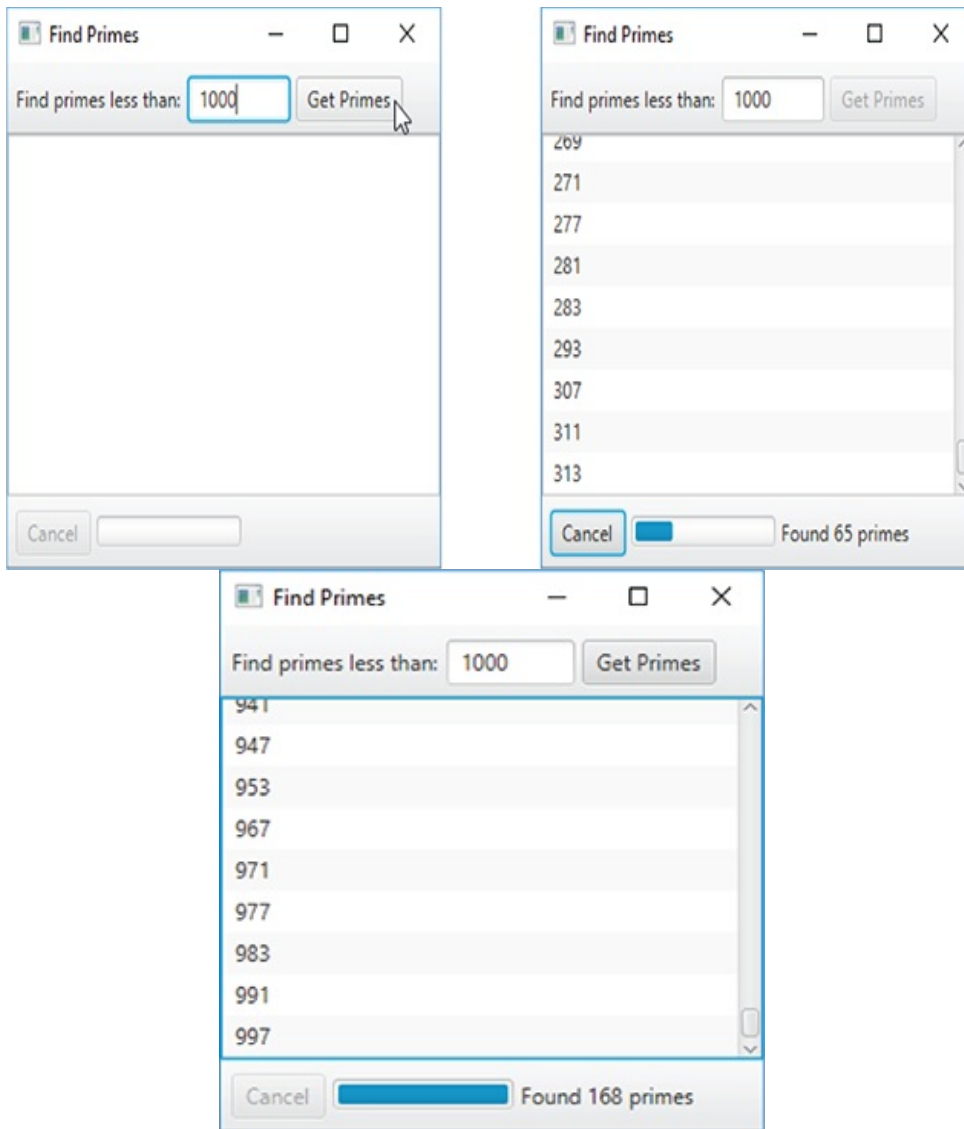 Find Primes
Find primes less than: 1000 Get Primes
Cancel
Find Primes
Find primes less than: 1000 Get Primes
269
271
277
281
283
293
307
311
313
Cancel Found 65 primes
Find Primes
Find primes less than: 1000 Get Primes
941
947
953
967
971
977
983
991
997
Cancel Found 168 primes